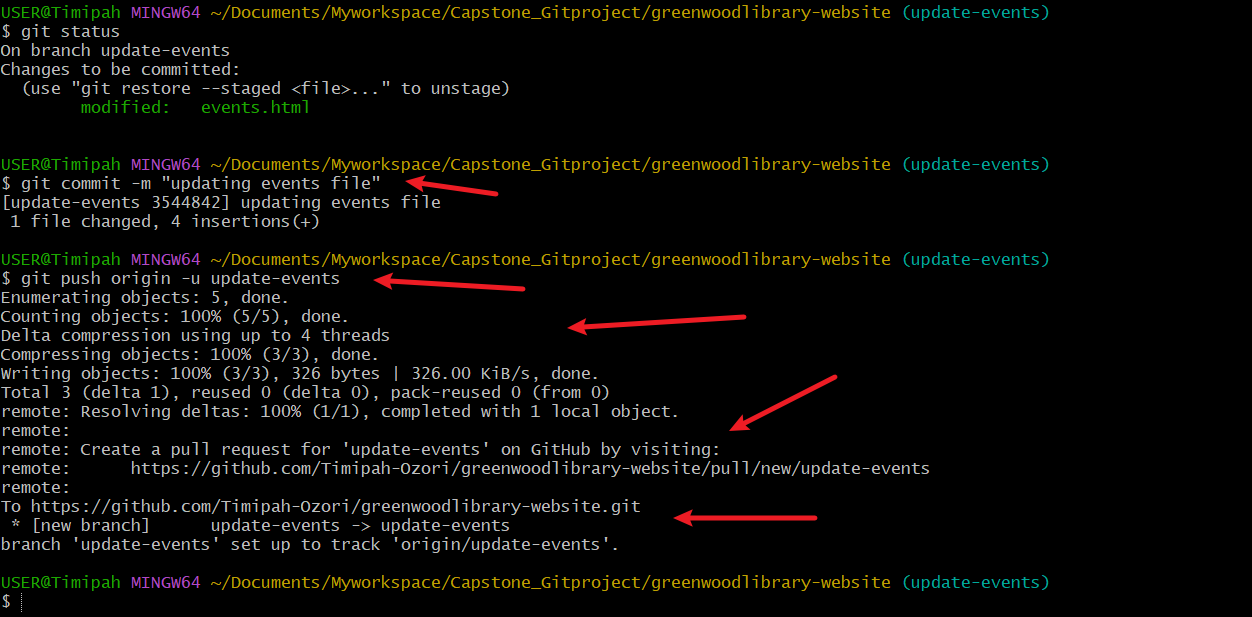 USER@Timipah MINGW64 ~/Documents/Myworkspace/Capstone_Gitproject/greenwoodlibrary-website (update-events)
$ git status
On branch update-events
Changes to be committed:
  (use "git restore --staged <file>..." to unstage)
        modified:   events.html
USER@Timipah MINGW64 ~/Documents/Myworkspace/Capstone_Gitproject/greenwoodlibrary-website (update-events)
$ git commit -m "updating events file"
[update-events 3544842] updating events file
 1 file changed, 4 insertions(+)
USER@Timipah MINGW64 ~/Documents/Myworkspace/Capstone_Gitproject/greenwoodlibrary-website (update-events)
$ git push origin -u update-events
Enumerating objects: 5, done.
Counting objects: 100% (5/5), done.
Delta compression using up to 4 threads
Compressing objects: 100% (3/3), done.
Writing objects: 100% (3/3), 326 bytes | 326.00 KiB/s, done.
Total 3 (delta 1), reused 0 (delta 0), pack-reused 0 (from 0)
remote: Resolving deltas: 100% (1/1), completed with 1 local object.
remote:
remote: Create a pull request for 'update-events' on GitHub by visiting:
remote:      https://github.com/Timipah-Ozori/greenwoodlibrary-website/pull/new/update-events
remote:
To https://github.com/Timipah-Ozori/greenwoodlibrary-website.git
 * [new branch]      update-events -> update-events
branch 'update-events' set up to track 'origin/update-events'.
USER@Timipah MINGW64 ~/Documents/Myworkspace/Capstone_Gitproject/greenwoodlibrary-website (update-events)
$